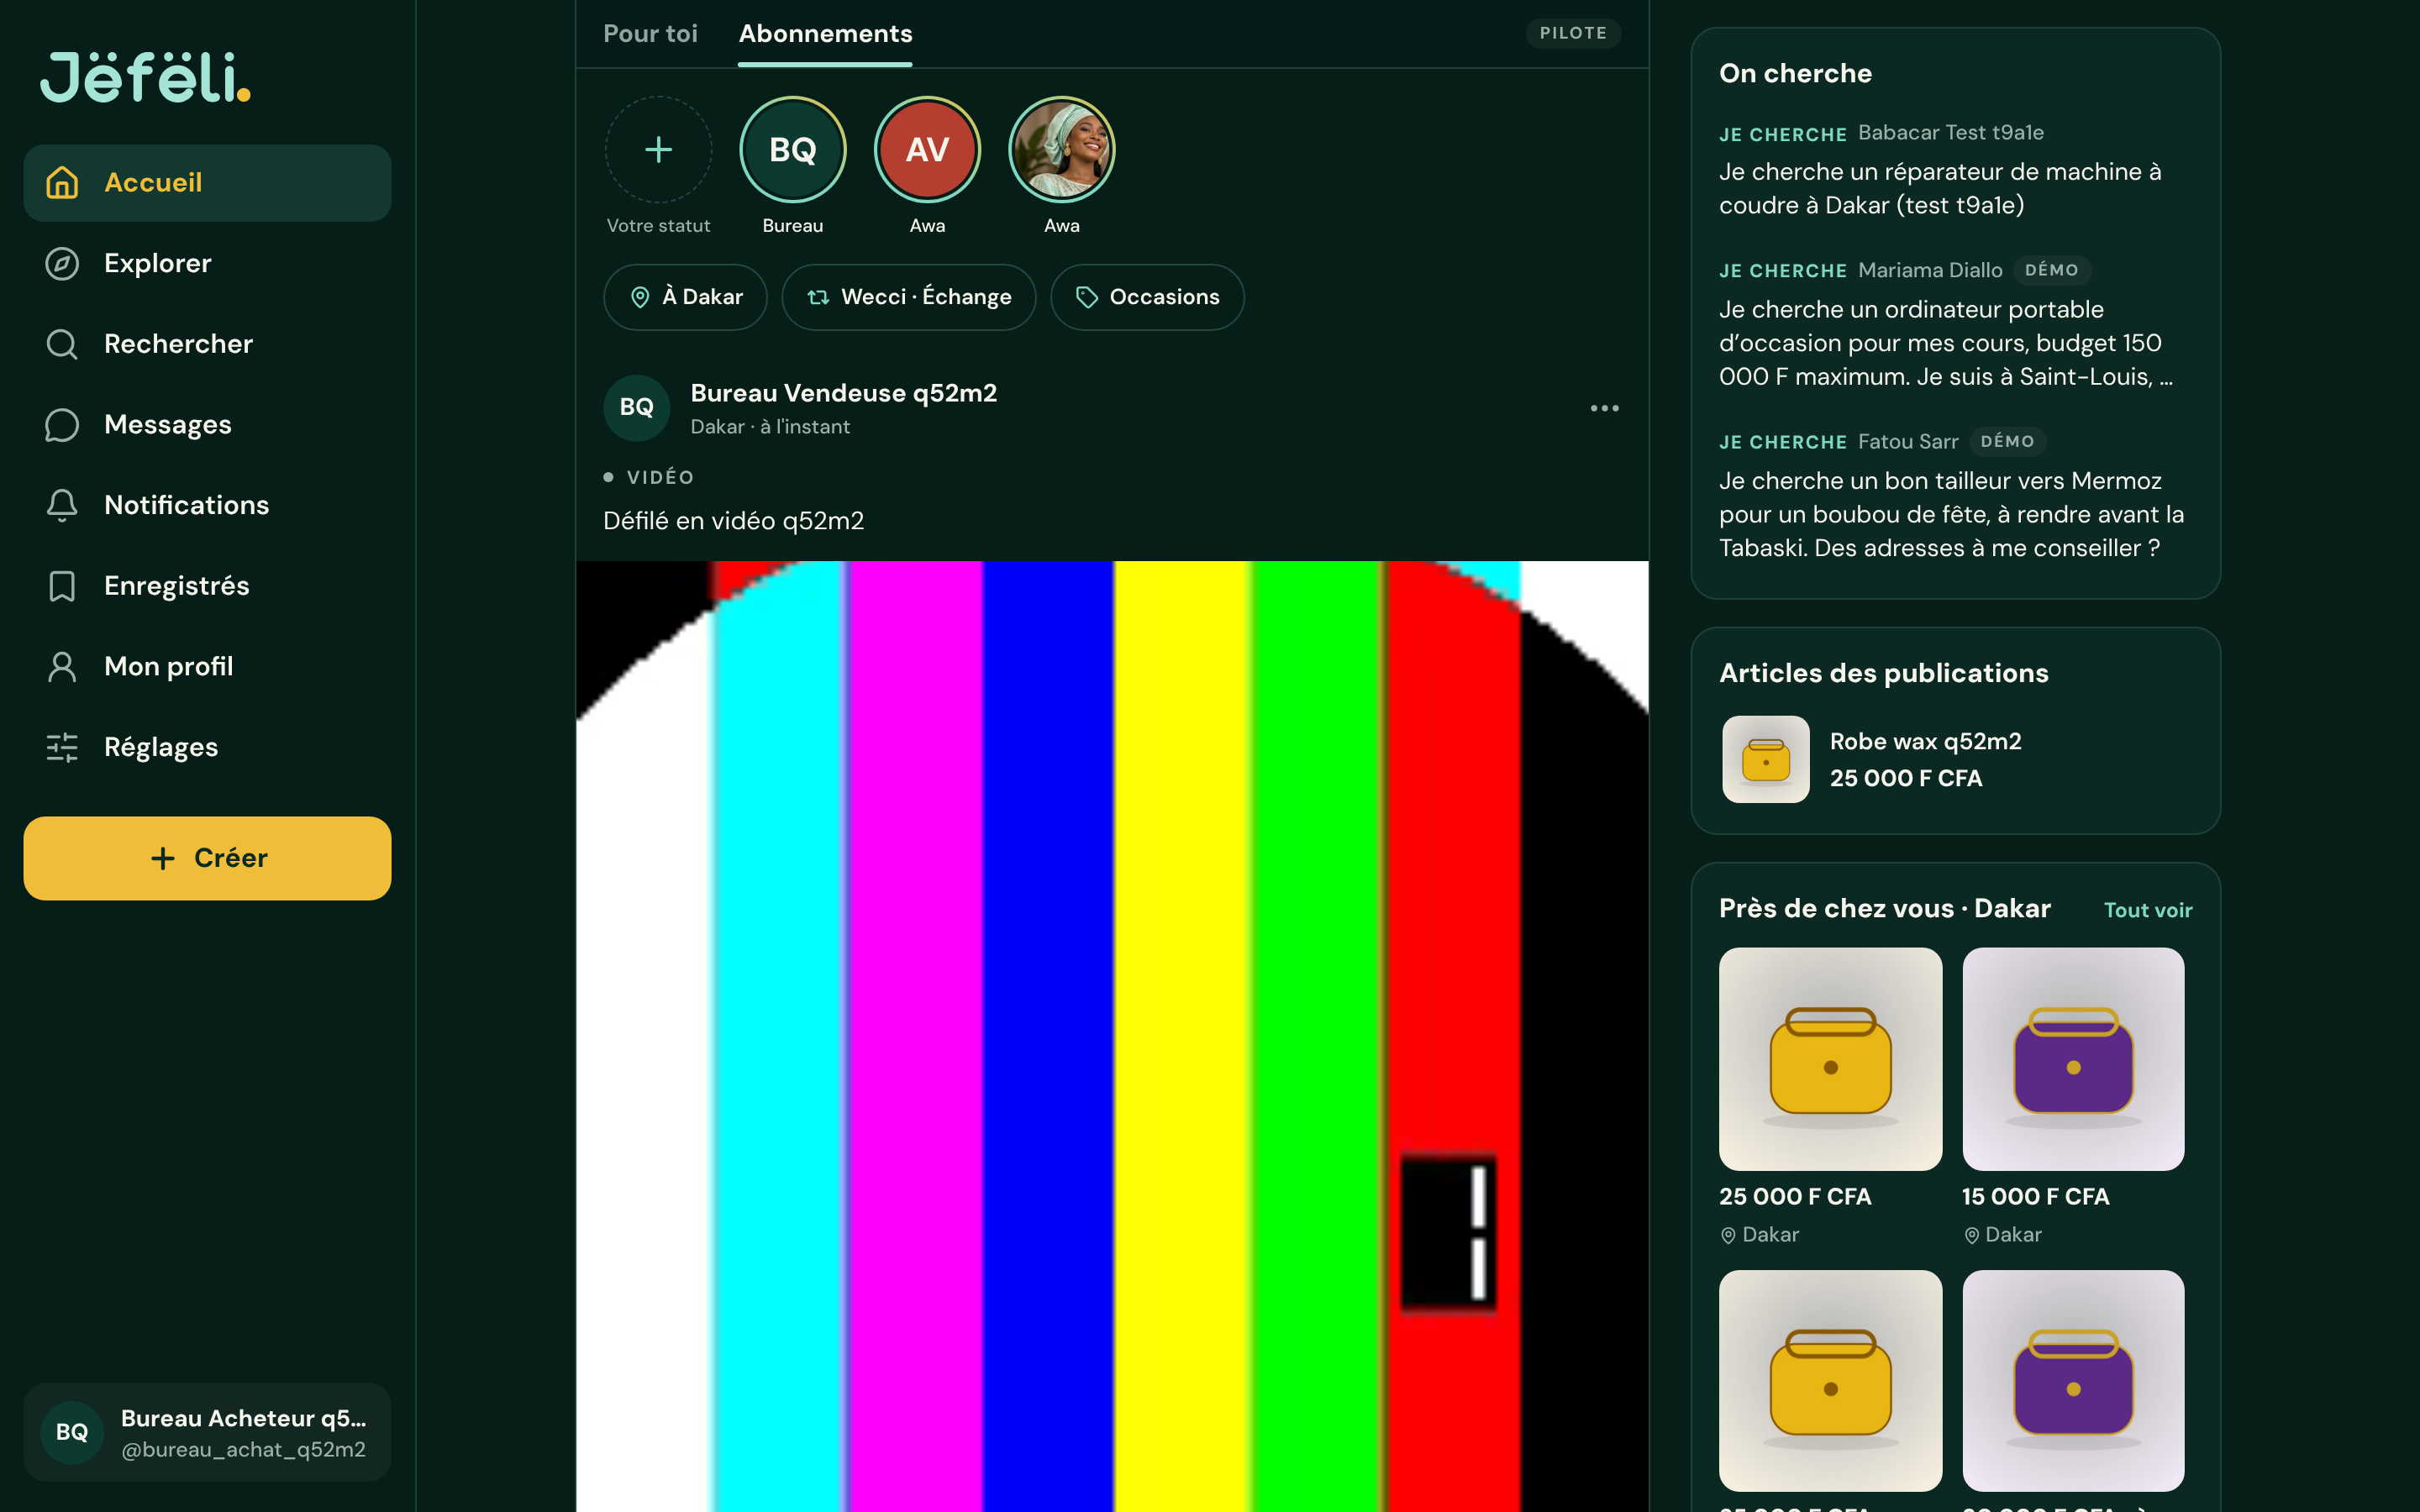 Jëfëli.
Accueil
Explorer
Rechercher
Messages
Notifications
Enregistrés
Mon profil
Réglages
Créer
BQ
Bureau Acheteur q5...
@bureau_achat_q52m2
Pour toi
Abonnements
PILOTE
BQ
AV
Votre statut
Bureau
Awa
Awa
À Dakar
Wecci · Échange
Occasions
BQ
Bureau Vendeuse q52m2
Dakar · à l'instant
VIDÉO
Défilé en vidéo q52m2
On cherche
JE CHERCHE Babacar Test t9a1e
Je cherche un réparateur de machine à
coudre à Dakar (test t9a1e)
JE CHERCHE Mariama Diallo DÉMO
Je cherche un ordinateur portable
d’occasion pour mes cours, budget 150
000 F maximum. Je suis à Saint-Louis, ...
JE CHERCHE Fatou Sarr DÉMO
Je cherche un bon tailleur vers Mermoz
pour un boubou de fête, à rendre avant la
Tabaski. Des adresses à me conseiller ?
Articles des publications
Robe wax q52m2
25 000 F CFA
Près de chez vous · Dakar
Tout voir
25 000 F CFA
15 000 F CFA
Dakar
Dakar